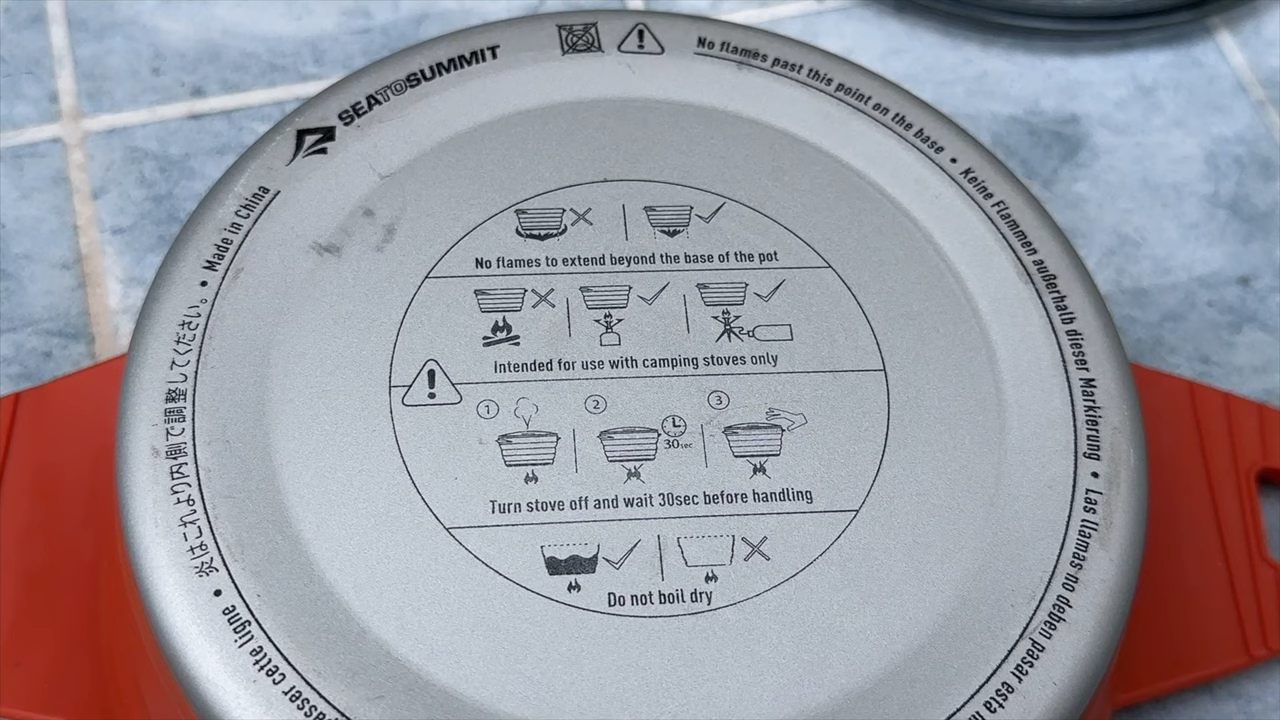 SEA TO SUMMIT
No flames past this point on the base • Keine Flammen außerhalb dieser Markierung • Las llamas no deben pasar esta
cette ligne • 炎はこれより内側で調整してください。 • Made in China
No flames to extend beyond the base of the pot
Intended for use with camping stoves only
1 2 3
30sec
Turn stove off and wait 30sec before handling
Do not boil dry